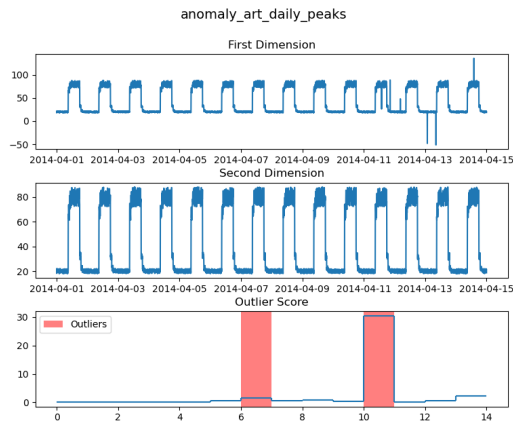 anomaly_art_daily_peaks
First Dimension
100
50
0
−50
2014-04-01 2014-04-03 2014-04-05 2014-04-07 2014-04-09 2014-04-11 2014-04-13 2014-04-15
Second Dimension
80
60
40
20
2014-04-01 2014-04-03 2014-04-05 2014-04-07 2014-04-09 2014-04-11 2014-04-13 2014-04-15
Outlier Score
30
20
10
0
Outliers
0 2 4 6 8 10 12 14